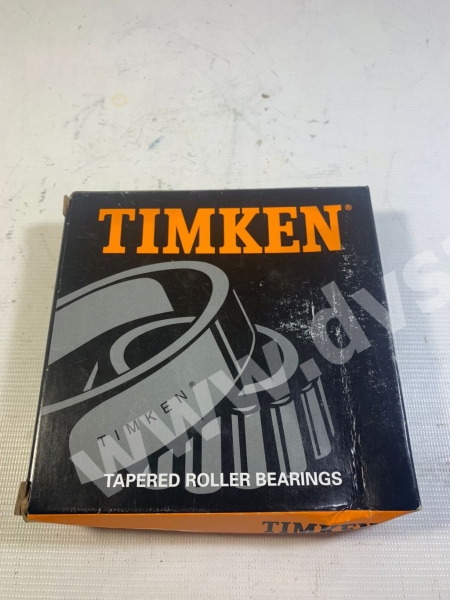 TIMKEN®
TIMKEN®
TAPERED ROLLER BEARINGS
TIMKEN